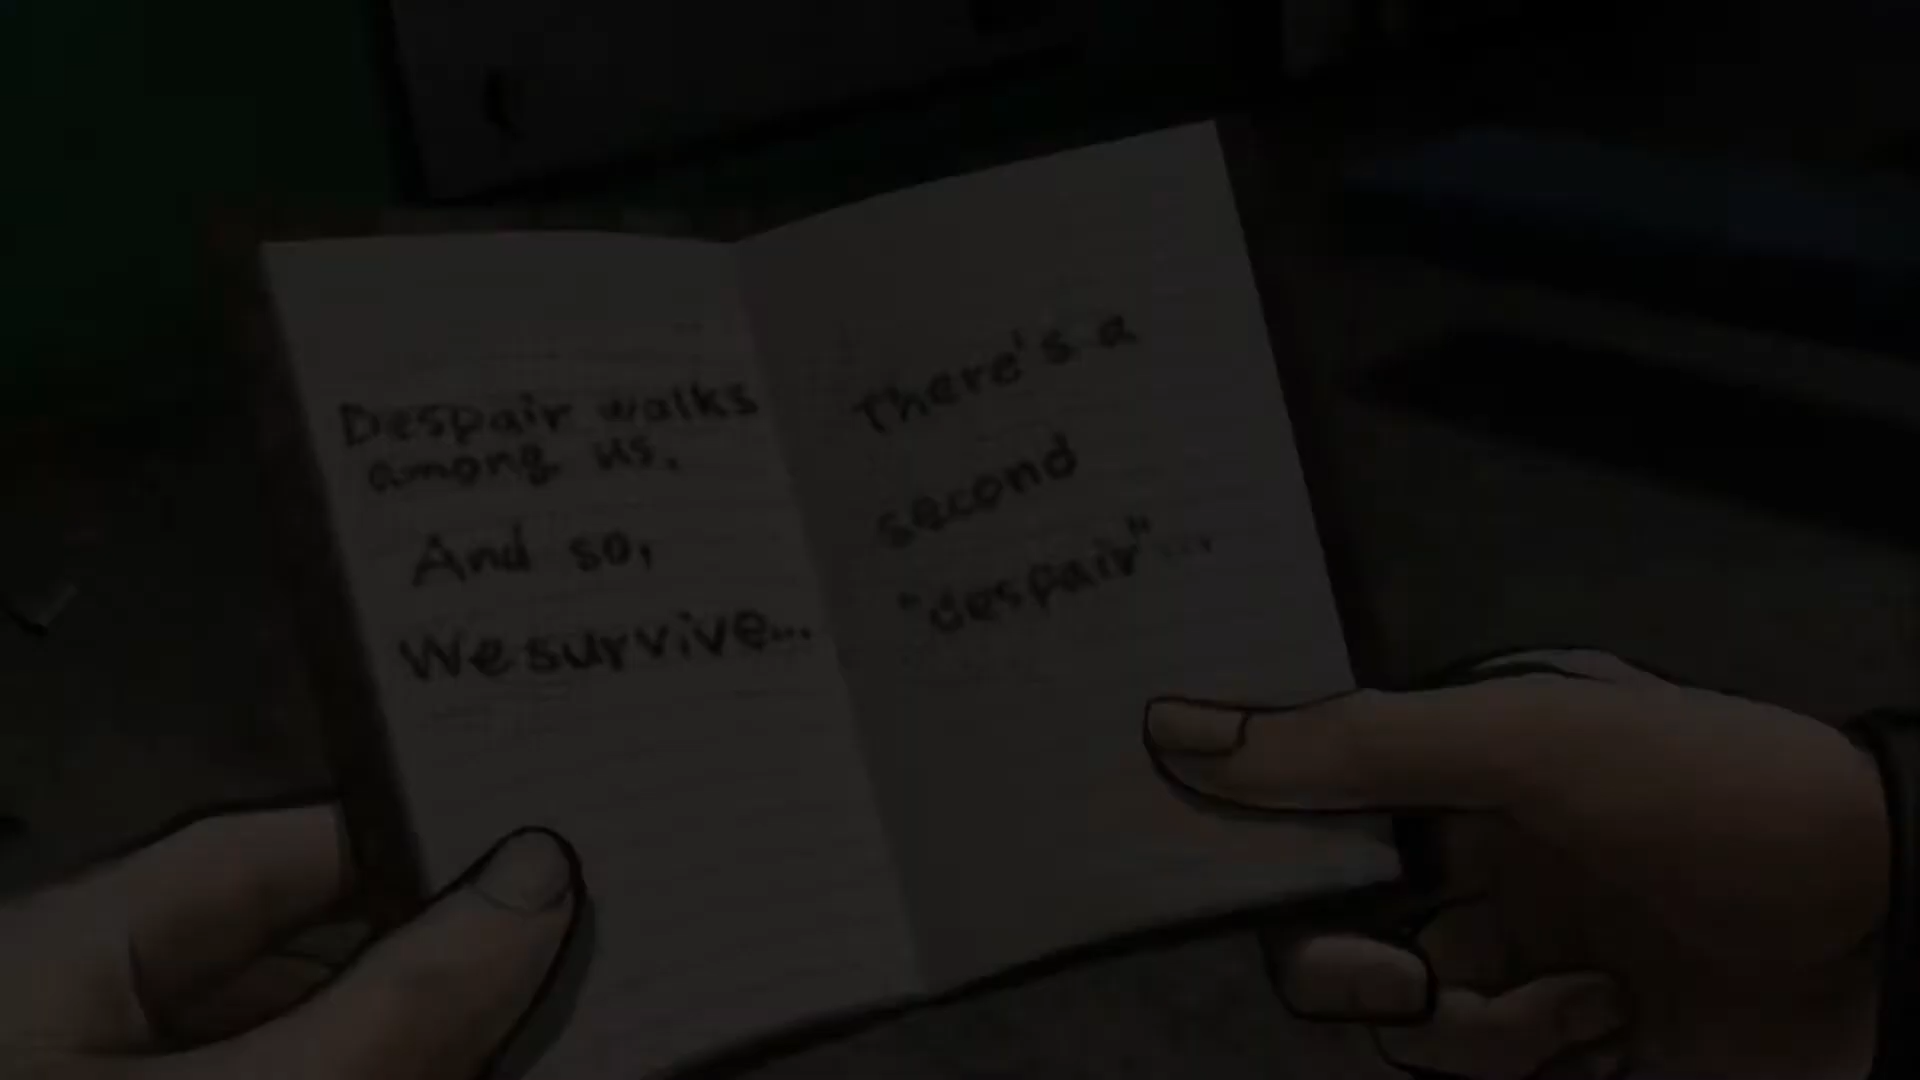 Despair walks
among us.
And so,
We survive...
There's a
second
"despair"...